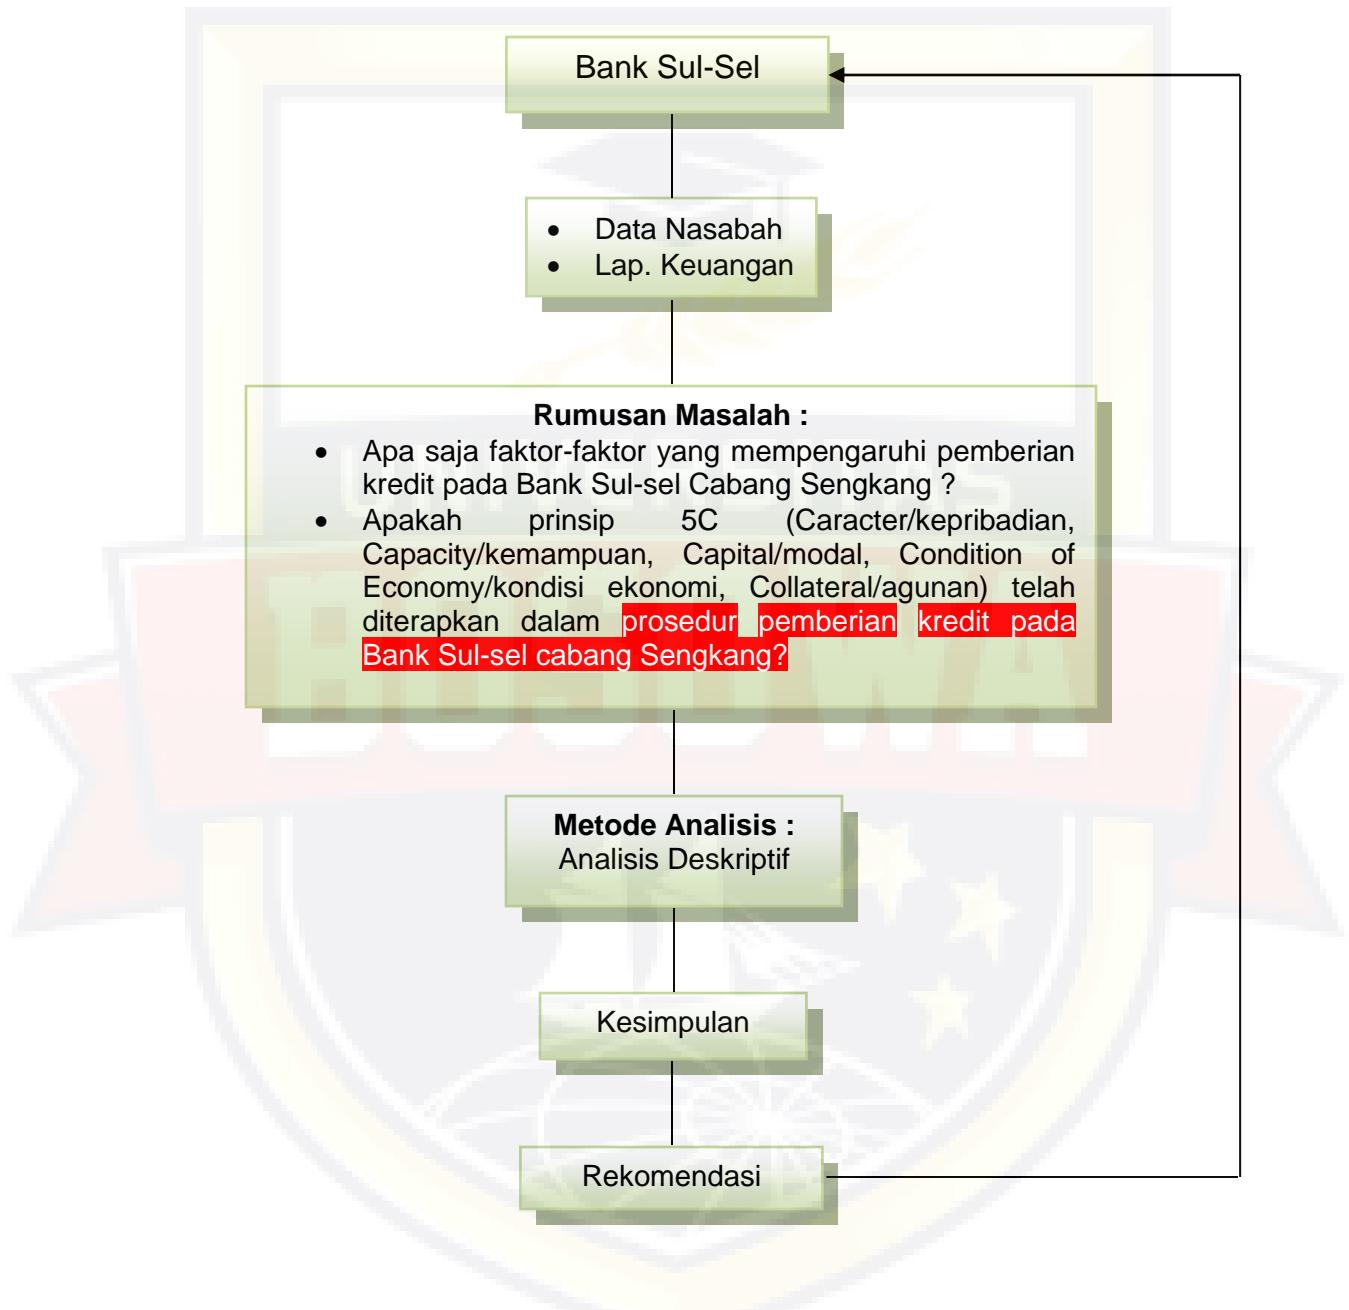 Bank Sul-Sel
• Data Nasabah
• Lap. Keuangan
Rumusan Masalah :
• Apa saja faktor-faktor yang mempengaruhi pemberian
kredit pada Bank Sul-sel Cabang Sengkang ?
• Apakah prinsip 5C (Caracter/kepribadian,
Capacity/kemampuan, Capital/modal, Condition of
Economy/kondisi ekonomi, Collateral/agunan) telah
diterapkan dalam prosedur pemberian kredit pada
Bank Sul-sel cabang Sengkang?
UNIVERSITAS
BOSOWA
Metode Analisis :
Analisis Deskriptif
Kesimpulan
Rekomendasi